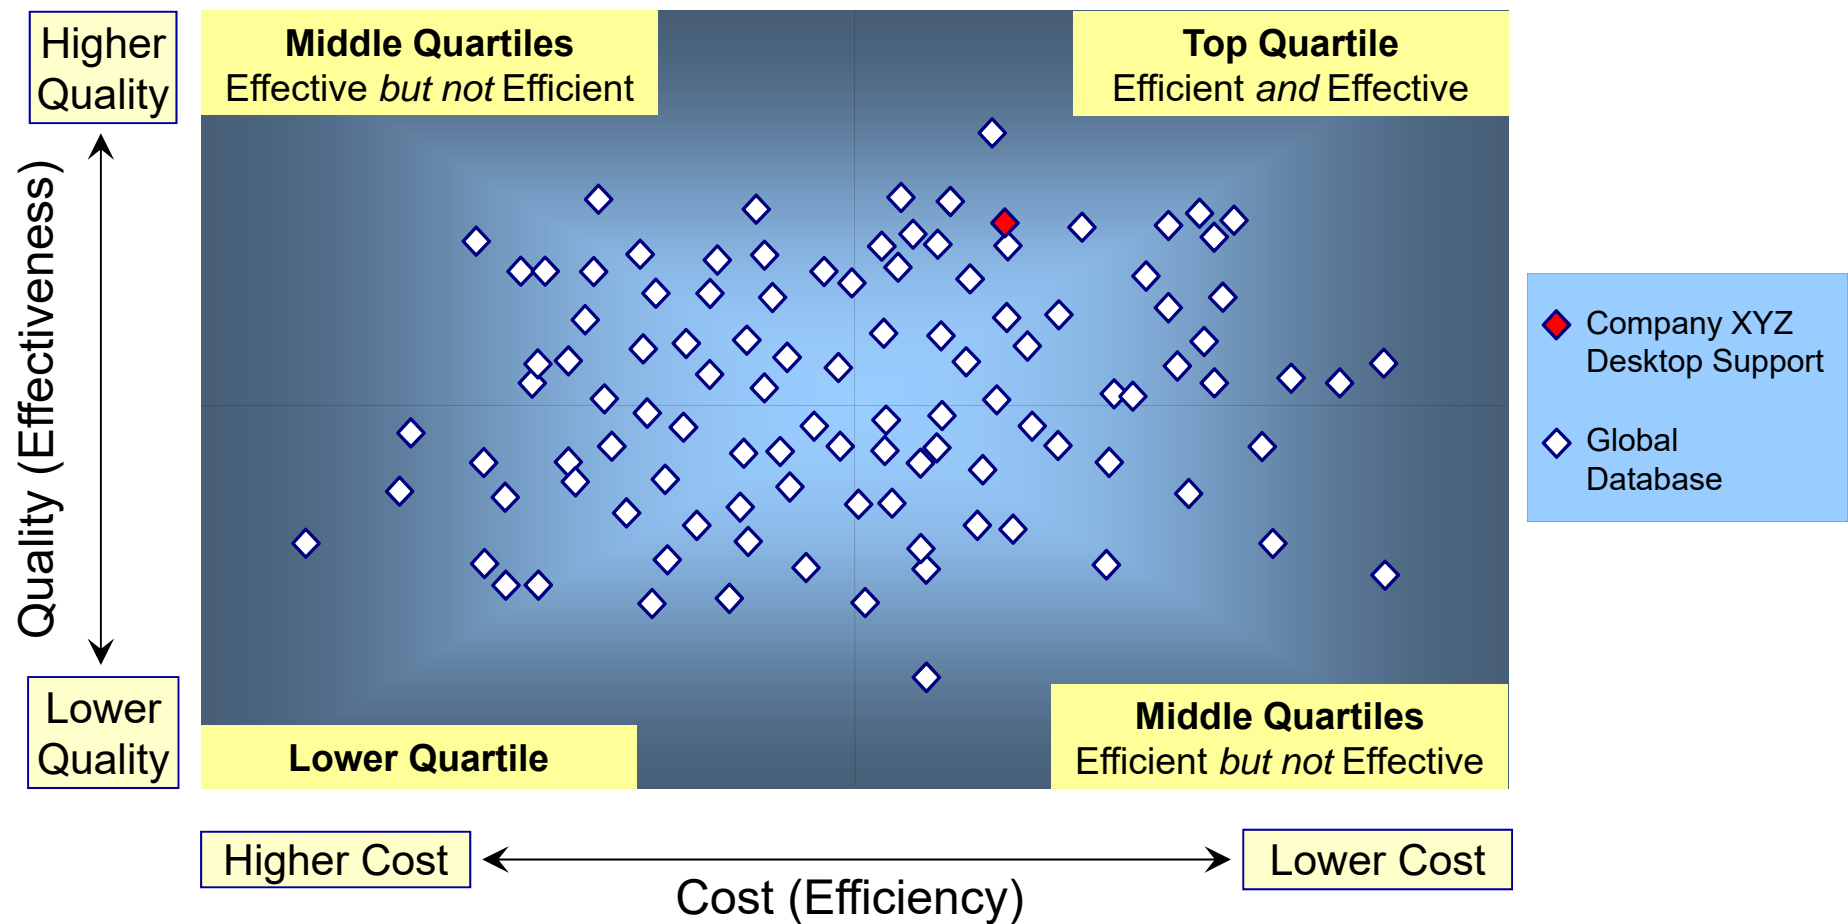 Higher
Quality
Middle Quartiles
Effective but not Efficient
Top Quartile
Efficient and Effective
Quality (Effectiveness)
Company XYZ
Desktop Support
Global
Database
Lower
Quality
Lower Quartile
Middle Quartiles
Efficient but not Effective
Higher Cost
Cost (Efficiency)
Lower Cost